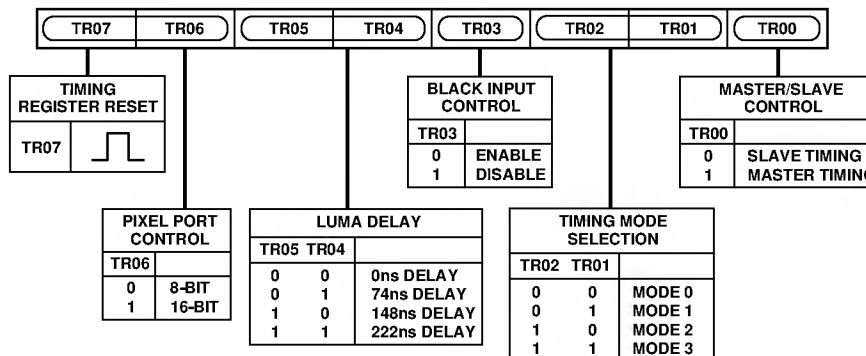 TR07 TR06 TR05 TR04 TR03 TR02 TR01 TR00
TIMING
REGISTER RESET
TR07
BLACK INPUT
CONTROL
TR03
0 ENABLE
1 DISABLE
MASTER/SLAVE
CONTROL
TR00
0 SLAVE TIMING
1 MASTER TIMING
PIXEL PORT
CONTROL
TR06
0 8-BIT
1 16-BIT
LUMA DELAY
TR05 TR04
0 0 0ns DELAY
0 1 74ns DELAY
1 0 148ns DELAY
1 1 222ns DELAY
TIMING MODE
SELECTION
TR02 TR01
0 0 MODE 0
0 1 MODE 1
1 0 MODE 2
1 1 MODE 3